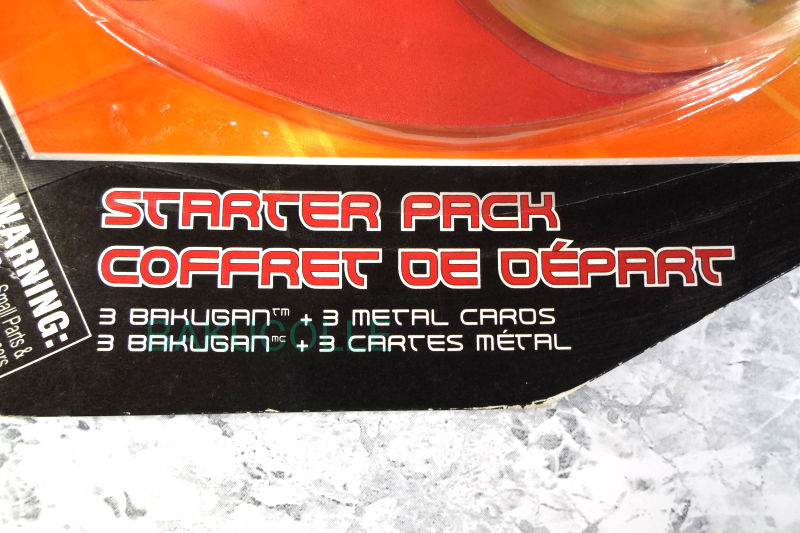 STARTER PACK
COFFRET DE DÉPART
3 BAKUGAN™ + 3 METAL CARDS
3 BAKUGANᴹᶜ + 3 CARTES MÉTAL
WARNING:
Small Parts &